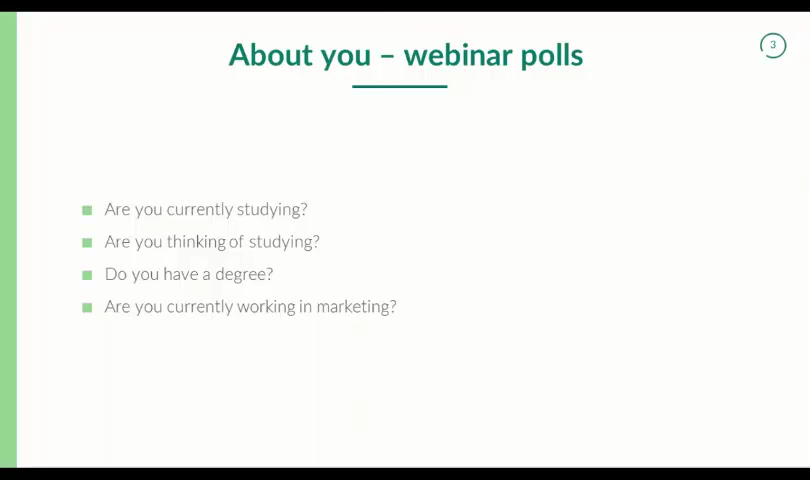 About you – webinar polls
3
Are you currently studying?
Are you thinking of studying?
Do you have a degree?
Are you currently working in marketing?